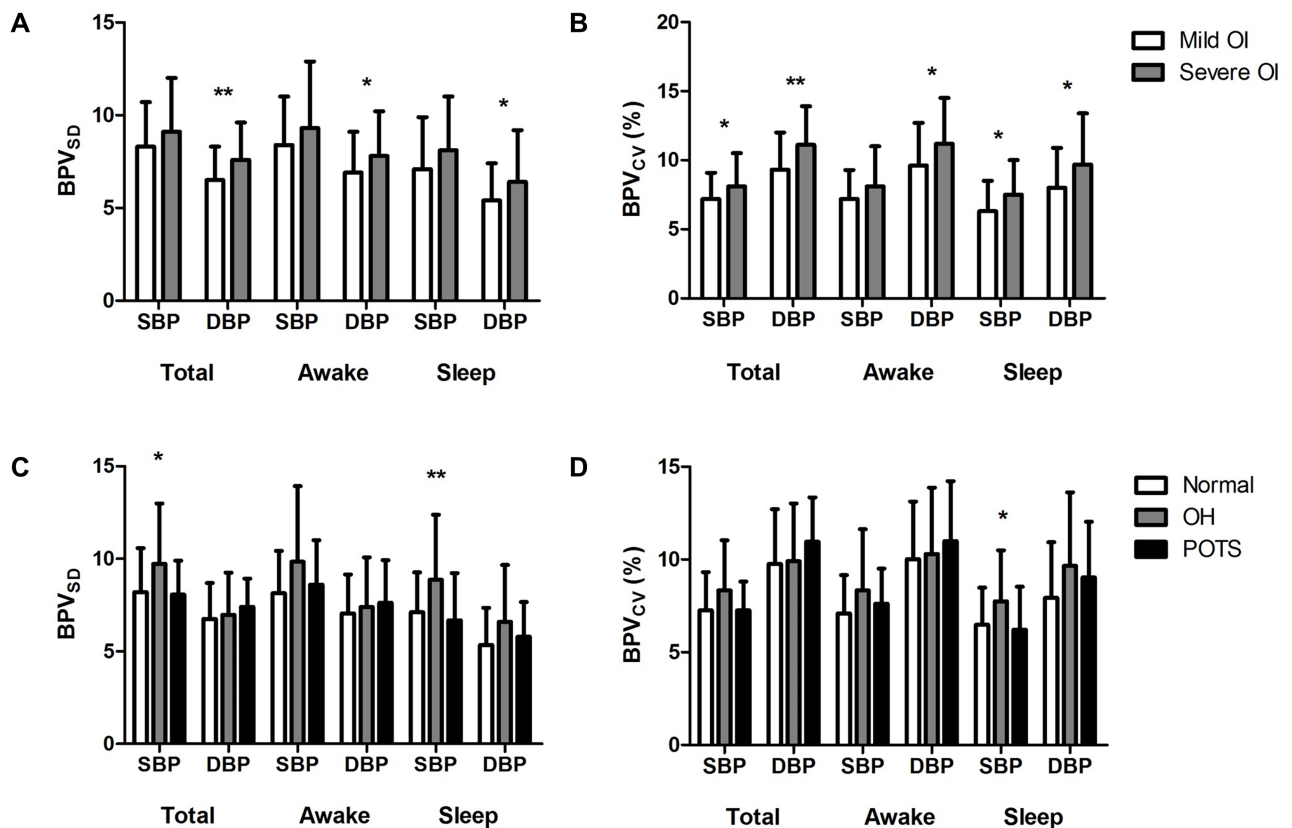 A
15
10
5
0
BPVSD
** * *
SBP DBP SBP DBP SBP DBP
Total Awake Sleep
B
20
15
10
5
0
BPVCV (%)
* ** * * *
SBP DBP SBP DBP SBP DBP
Total Awake Sleep
Mild OI
Severe OI
C
15
10
5
0
BPVSD
* **
SBP DBP SBP DBP SBP DBP
Total Awake Sleep
D
15
10
5
0
BPVCV (%)
*
SBP DBP SBP DBP SBP DBP
Total Awake Sleep
Normal
OH
POTS